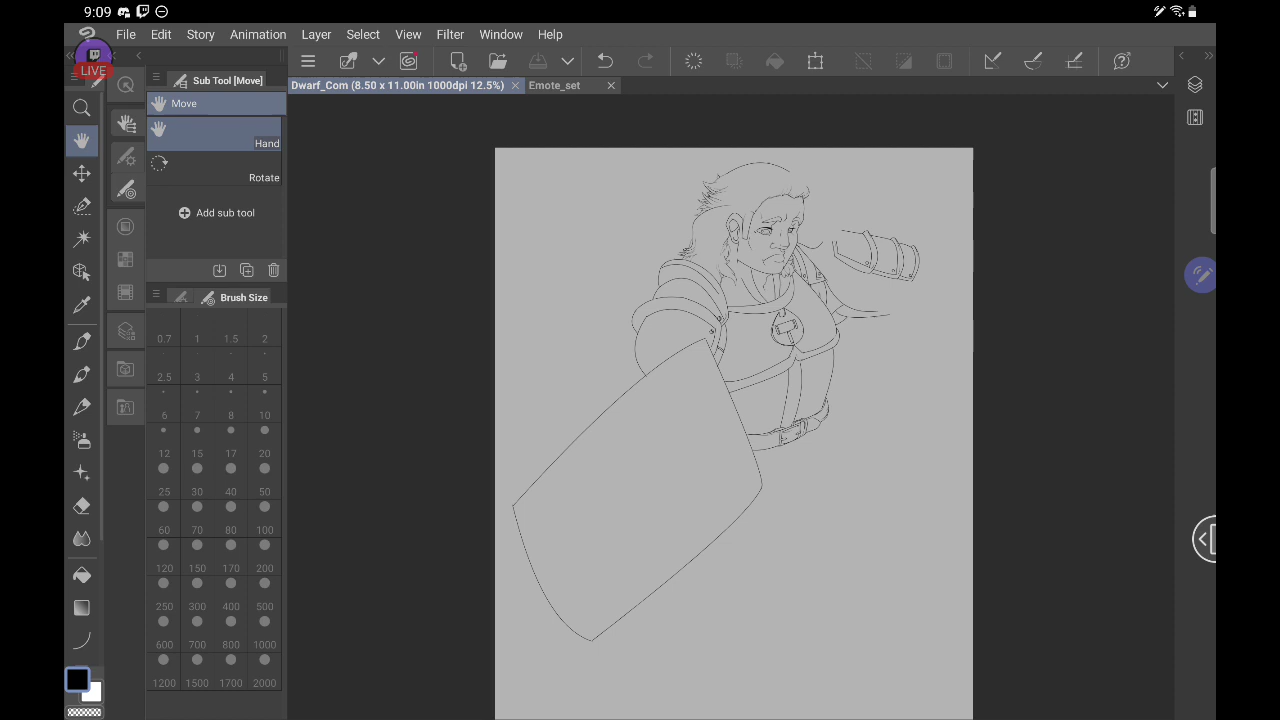 9:09
File Edit Story Animation Layer Select View Filter Window Help
LIVE
Sub Tool [Move]
Dwarf_Com (8.50 x 11.00in 1000dpi 12.5%)
Emote_set
Move
Hand
Rotate
Add sub tool
Brush Size
0.7 1 1.5 2
2.5 3 4 5
6 7 8 10
12 15 17 20
25 30 40 50
60 70 80 100
120 150 170 200
250 300 400 500
600 700 800 1000
1200 1500 1700 2000